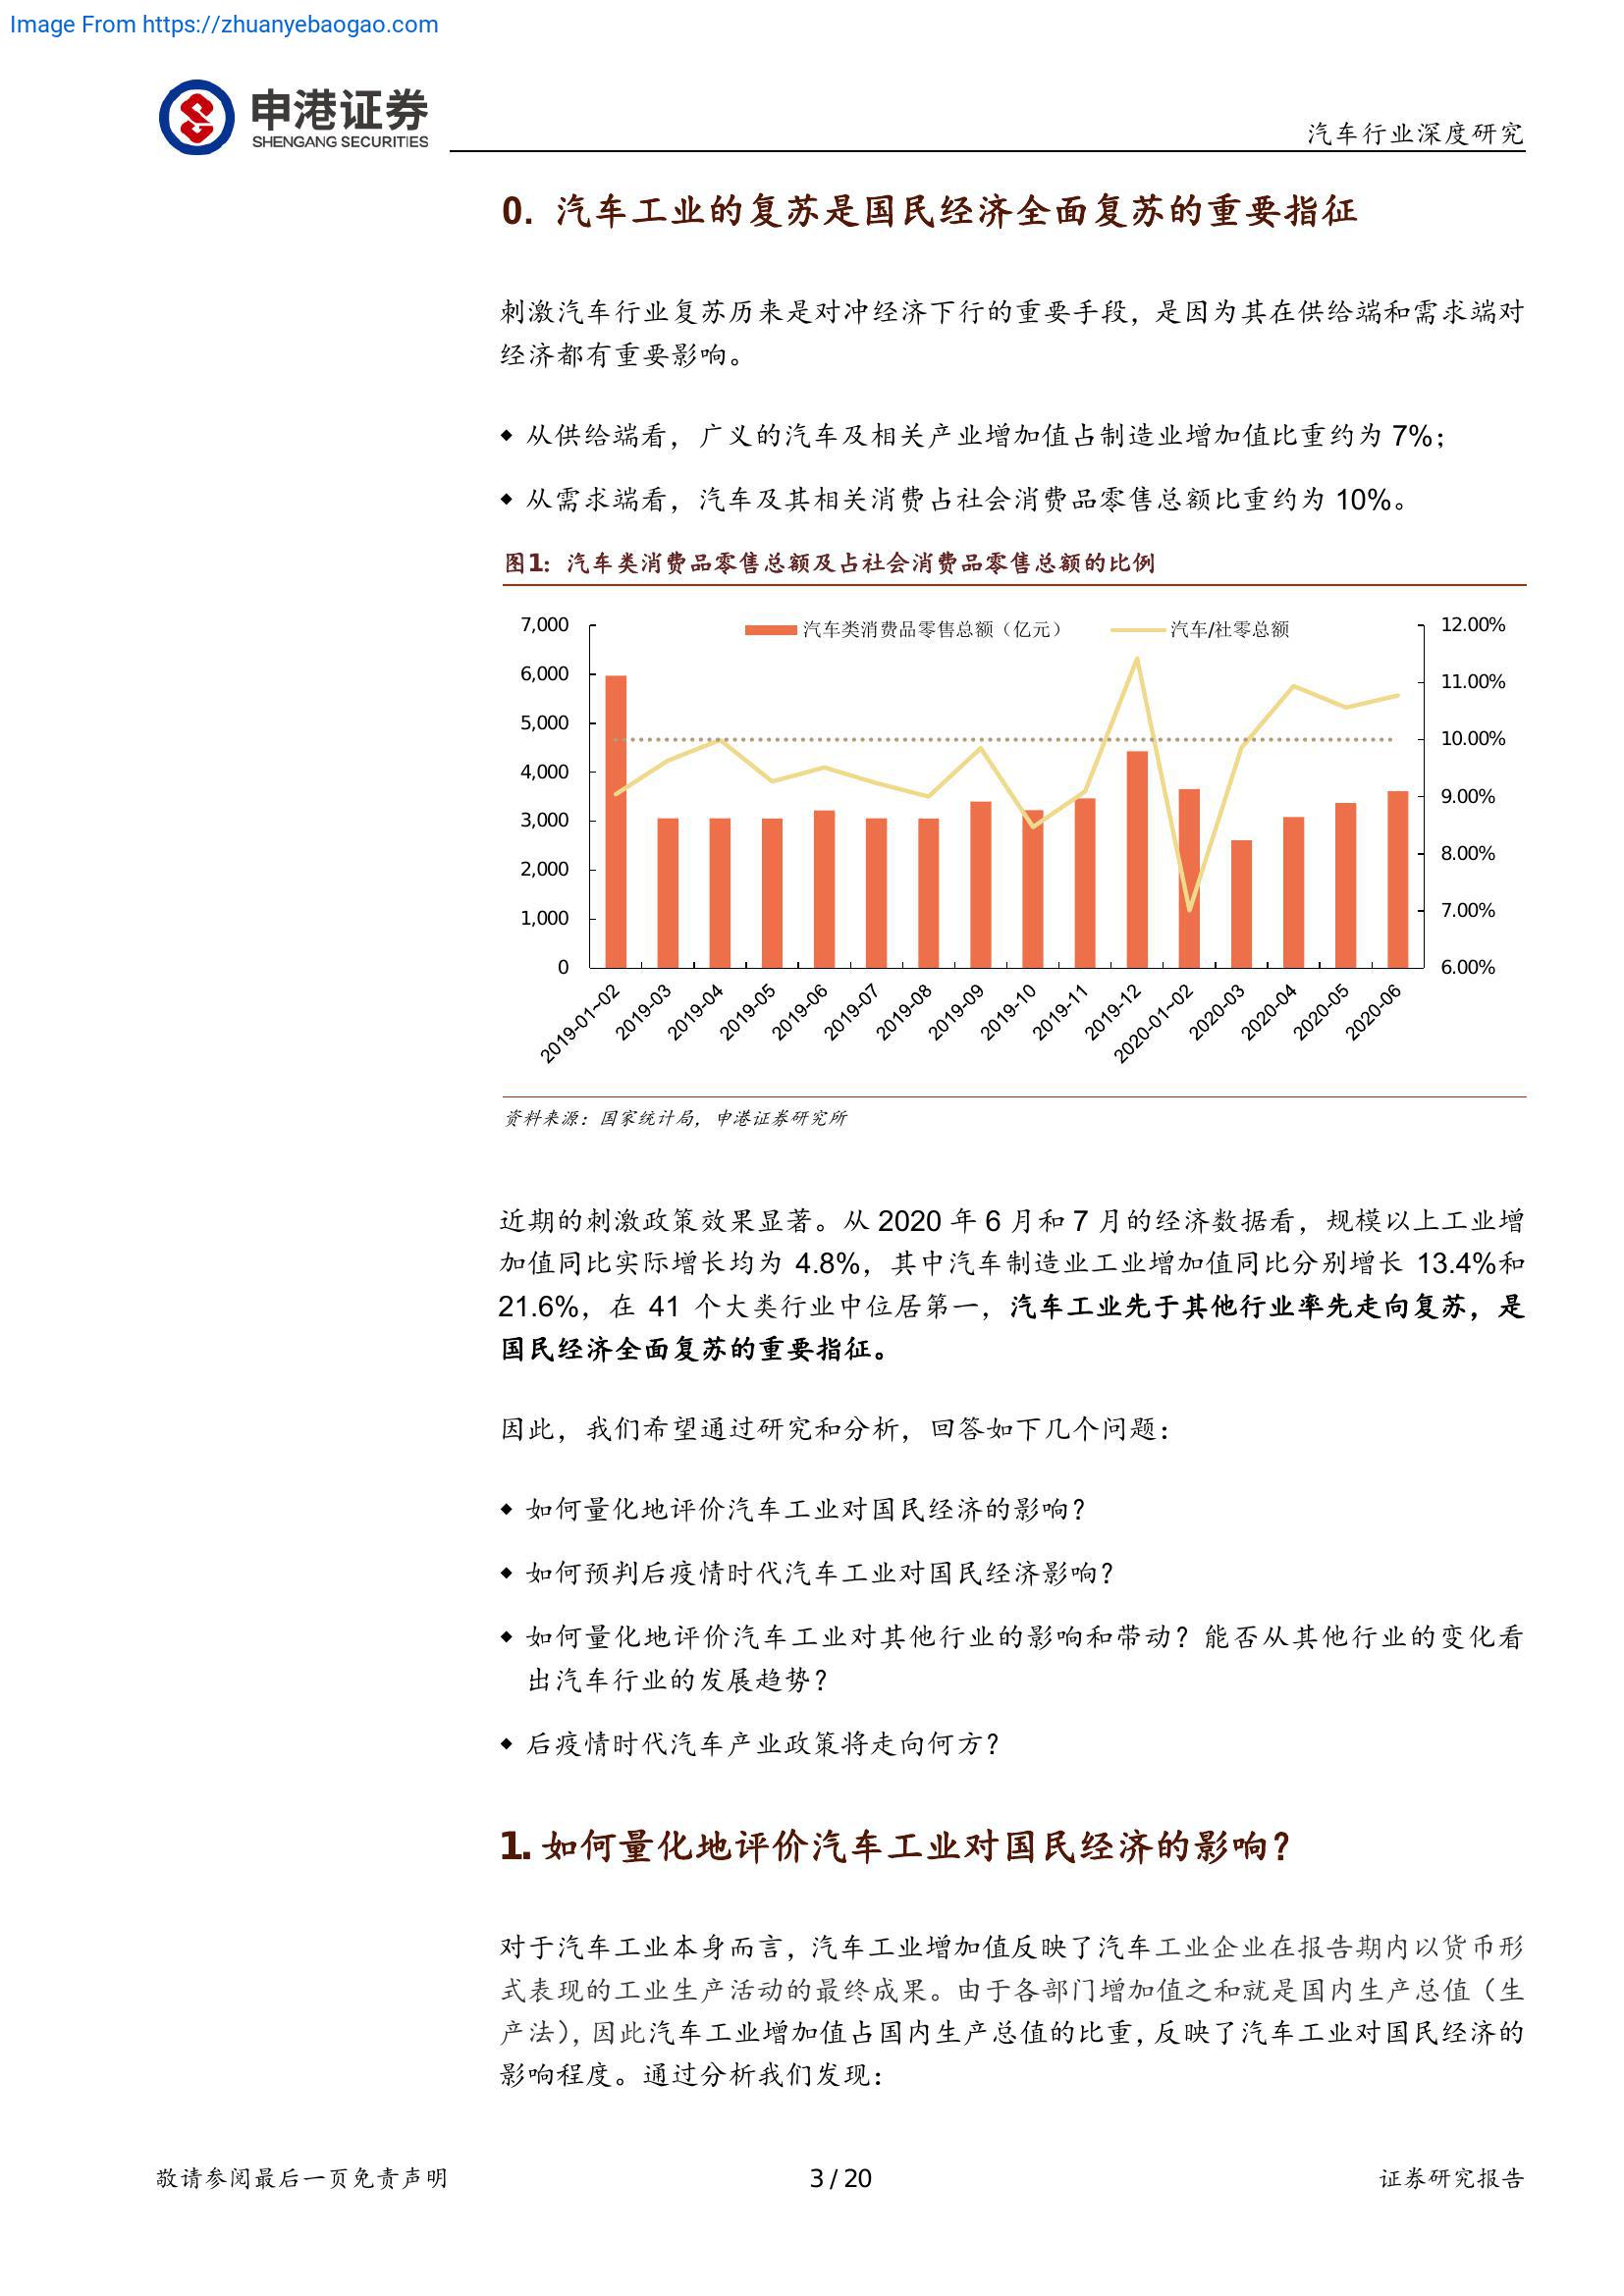 Image From https://zhuanyebaogao.com
申港证券
SHENGANG SECURITIES
汽车行业深度研究
0. 汽车工业的复苏是国民经济全面复苏的重要指征
刺激汽车行业复苏历来是对冲经济下行的重要手段，是因为其在供给端和需求端对
经济都有重要影响。
◆ 从供给端看，广义的汽车及相关产业增加值占制造业增加值比重约为 7%；
◆ 从需求端看，汽车及其相关消费占社会消费品零售总额比重约为 10%。
图1：汽车类消费品零售总额及占社会消费品零售总额的比例
汽车类消费品零售总额（亿元） 汽车/社零总额
7,000 12.00%
6,000 11.00%
5,000 10.00%
4,000 9.00%
3,000 8.00%
2,000 7.00%
1,000 6.00%
0
2019-01~02 2019-03 2019-04 2019-05 2019-06 2019-07 2019-08 2019-09 2019-10 2019-11 2019-12 2020-01~02 2020-03 2020-04 2020-05 2020-06
资料来源：国家统计局，申港证券研究所
近期的刺激政策效果显著。从 2020 年 6 月和 7 月的经济数据看，规模以上工业增
加值同比实际增长均为 4.8%，其中汽车制造业工业增加值同比分别增长 13.4%和
21.6%，在 41 个大类行业中位居第一，汽车工业先于其他行业率先走向复苏，是
国民经济全面复苏的重要指征。
因此，我们希望通过研究和分析，回答如下几个问题：
◆ 如何量化地评价汽车工业对国民经济的影响？
◆ 如何预判后疫情时代汽车工业对国民经济影响？
◆ 如何量化地评价汽车工业对其他行业的影响和带动？能否从其他行业的变化看
出汽车行业的发展趋势？
◆ 后疫情时代汽车产业政策将走向何方？
1. 如何量化地评价汽车工业对国民经济的影响？
对于汽车工业本身而言，汽车工业增加值反映了汽车工业企业在报告期内以货币形
式表现的工业生产活动的最终成果。由于各部门增加值之和就是国内生产总值（生
产法），因此汽车工业增加值占国内生产总值的比重，反映了汽车工业对国民经济的
影响程度。通过分析我们发现：
敬请参阅最后一页免责声明 3 / 20 证券研究报告